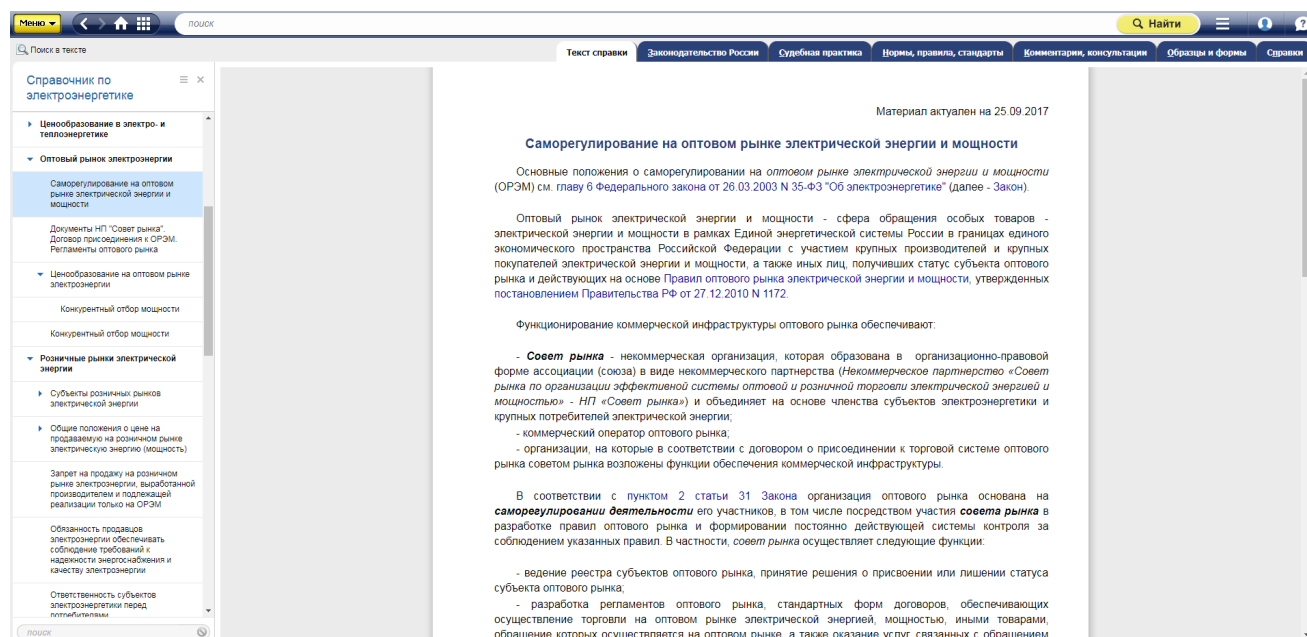 Меню
поиск
Найти
Поиск в тексте
Текст справки
Законодательство России
Судебная практика
Нормы, правила, стандарты
Комментарии, консультации
Образцы и формы
Справки
Справочник по
электроэнергетике
Ценообразование в электро- и
теплоэнергетике
Оптовый рынок электроэнергии
Саморегулирование на оптовом
рынке электрической энергии и
мощности
Документы НП "Совет рынка".
Договор присоединения к ОРЭМ.
Регламенты оптового рынка
Ценообразование на оптовом рынке
электроэнергии
Конкурентный отбор мощности
Конкурентный отбор мощности
Розничные рынки электрической
энергии
Субъекты розничных рынков
электрической энергии
Общие положения о цене на
продаваемую на розничном рынке
электрическую энергию (мощность)
Запрет на продажу на розничном
рынке электроэнергии, выработанной
производителем и подлежащей
реализации только на ОРЭМ
Обязанность продавцов
электроэнергии обеспечивать
соблюдение требований к
надежности энергоснабжения и
качеству электроэнергии
Ответственность субъектов
электроэнергетики перед
потребителями
поиск
Материал актуален на 25.09.2017
Саморегулирование на оптовом рынке электрической энергии и мощности
Основные положения о саморегулировании на оптовом рынке электрической энергии и мощности
(ОРЭМ) см. главу 6 Федерального закона от 26.03.2003 N 35-ФЗ "Об электроэнергетике" (далее - Закон).
Оптовый рынок электрической энергии и мощности - сфера обращения особых товаров -
электрической энергии и мощности в рамках Единой энергетической системы России в границах единого
экономического пространства Российской Федерации с участием крупных производителей и крупных
покупателей электрической энергии и мощности, а также иных лиц, получивших статус субъекта оптового
рынка и действующих на основе Правил оптового рынка электрической энергии и мощности, утвержденных
постановлением Правительства РФ от 27.12.2010 N 1172.
Функционирование коммерческой инфраструктуры оптового рынка обеспечивают:
- Совет рынка - некоммерческая организация, которая образована в организационно-правовой
форме ассоциации (союза) в виде некоммерческого партнерства (Некоммерческое партнерство «Совет
рынка по организации эффективной системы оптовой и розничной торговли электрической энергией и
мощностью» - НП «Совет рынка») и объединяет на основе членства субъектов электроэнергетики и
крупных потребителей электрической энергии;
- коммерческий оператор оптового рынка;
- организации, на которые в соответствии с договором о присоединении к торговой системе оптового
рынка советом рынка возложены функции обеспечения коммерческой инфраструктуры.
В соответствии с пунктом 2 статьи 31 Закона организация оптового рынка основана на
саморегулировании деятельности его участников, в том числе посредством участия совета рынка в
разработке правил оптового рынка и формировании постоянно действующей системы контроля за
соблюдением указанных правил. В частности, совет рынка осуществляет следующие функции:
- ведение реестра субъектов оптового рынка, принятие решения о присвоении или лишении статуса
субъекта оптового рынка;
- разработка регламентов оптового рынка, стандартных форм договоров, обеспечивающих
осуществление торговли на оптовом рынке электрической энергией, мощностью, иными товарами,
обращение которых осуществляется на оптовом рынке, а также оказание услуг, связанных с обращением